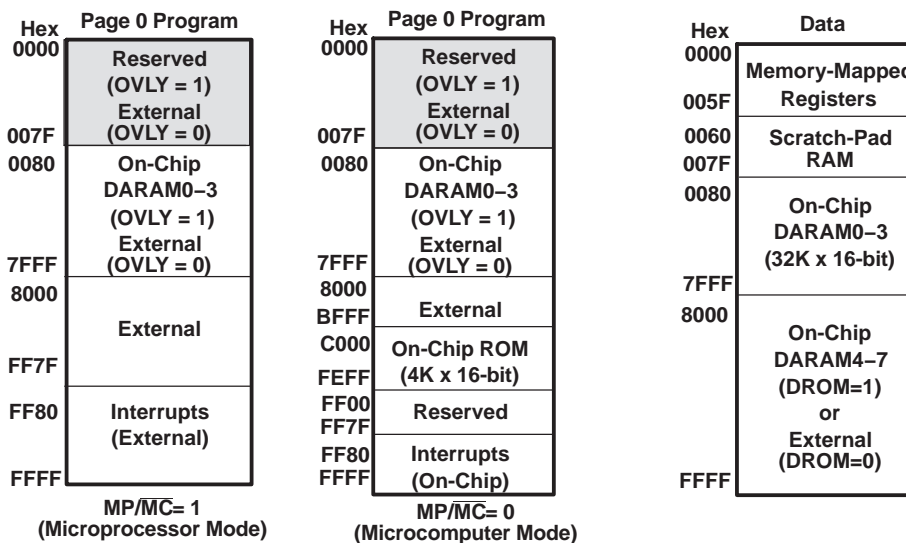 Page 0 Program
Hex
0000
Reserved
(OVLY = 1)
External
(OVLY = 0)
007F
0080
On-Chip
DARAM0–3
(OVLY = 1)
External
(OVLY = 0)
7FFF
8000
External
FF7F
FF80
Interrupts
(External)
FFFF
MP/MC= 1
(Microprocessor Mode)
Page 0 Program
Hex
0000
Reserved
(OVLY = 1)
External
(OVLY = 0)
007F
0080
On-Chip
DARAM0–3
(OVLY = 1)
External
(OVLY = 0)
7FFF
8000
External
BFFF
C000
On-Chip ROM
(4K x 16-bit)
FEFF
FF00
Reserved
FF7F
FF80
Interrupts
(On-Chip)
FFFF
MP/MC= 0
(Microcomputer Mode)
Data
Hex
0000
Memory-Mapped
Registers
005F
0060
Scratch-Pad
RAM
007F
0080
On-Chip
DARAM0–3
(32K x 16-bit)
7FFF
8000
On-Chip
DARAM4–7
(DROM=1)
or
External
(DROM=0)
FFFF